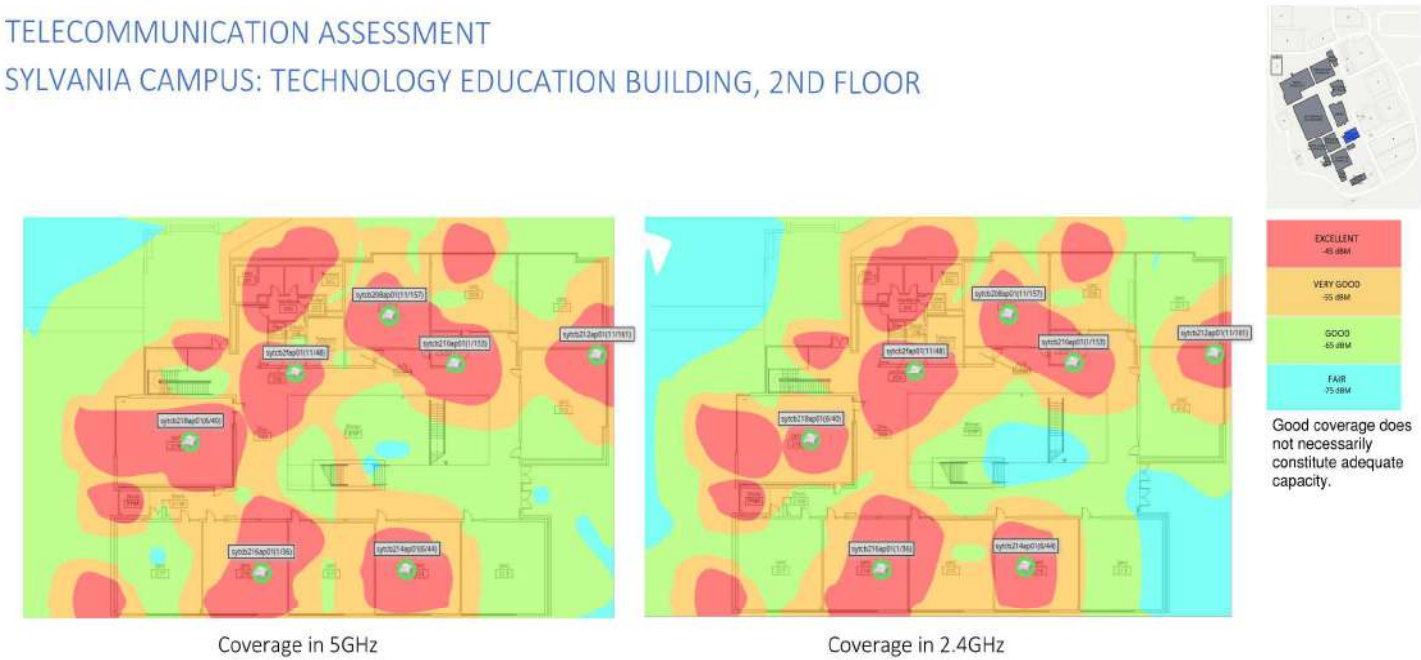 TELECOMMUNICATION ASSESSMENT
SYLVANIA CAMPUS: TECHNOLOGY EDUCATION BUILDING, 2ND FLOOR
sytcb208ap01(11/157)
sytcb210ap01(1/153)
sytcb212ap01(11/161)
sytcb2fap01(11/48)
sytcb218ap01(6/40)
sytcb216ap01(1/36)
sytcb214ap01(6/44)
Coverage in 5GHz
sytcb208ap01(11/157)
sytcb210ap01(1/153)
sytcb212ap01(11/161)
sytcb2fap01(11/48)
sytcb218ap01(6/40)
sytcb216ap01(1/36)
sytcb214ap01(6/44)
Coverage in 2.4GHz
EXCELLENT
-45 dBM
VERY GOOD
-55 dBM
GOOD
-65 dBM
FAIR
-75 dBM
Good coverage does
not necessarily
constitute adequate
capacity.